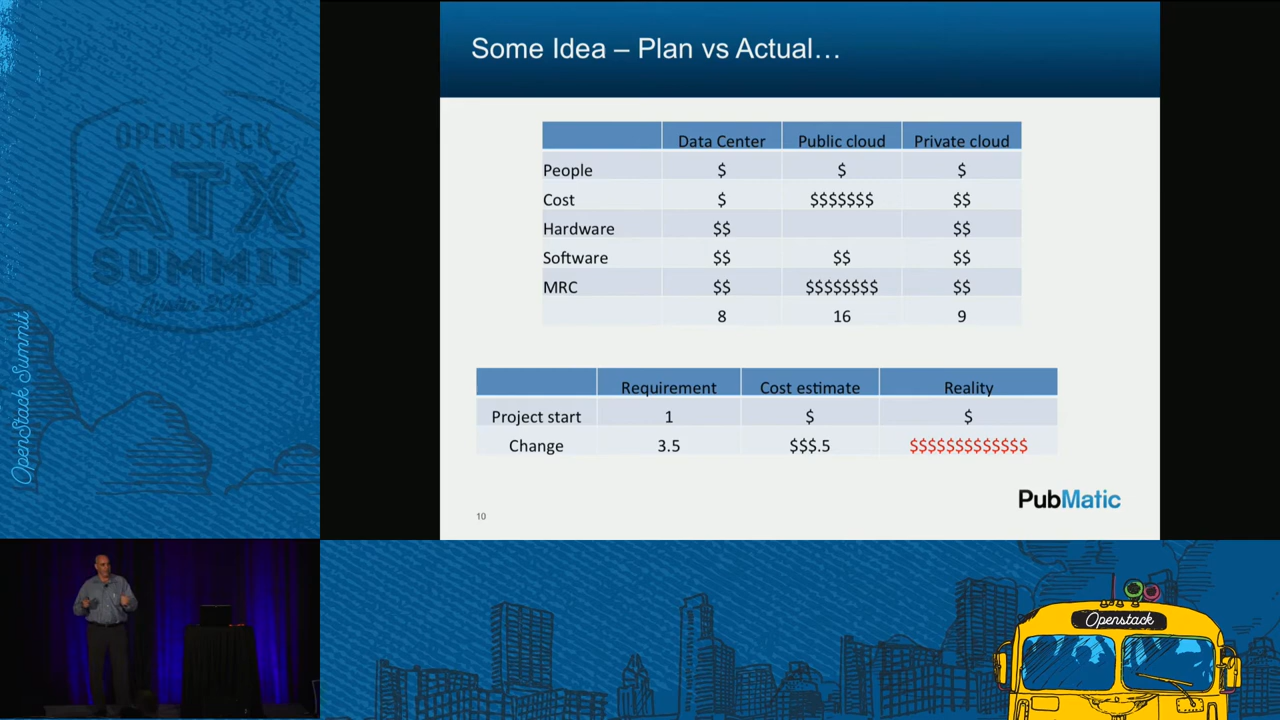 Some Idea – Plan vs Actual…
Data Center Public cloud Private cloud
People $ $ $
Cost $ $$$$$$$ $$
Hardware $$ $$
Software $$ $$ $$
MRC $$ $$$$$$$$ $$
8 16 9
Requirement Cost estimate Reality
Project start 1 $ $
Change 3.5 $$$.5 $$$$$$$$$$$$$
PubMatic
10
OPENSTACK
ATX
SUMMIT
Austin 2016
OpenStack Summit
Openstack